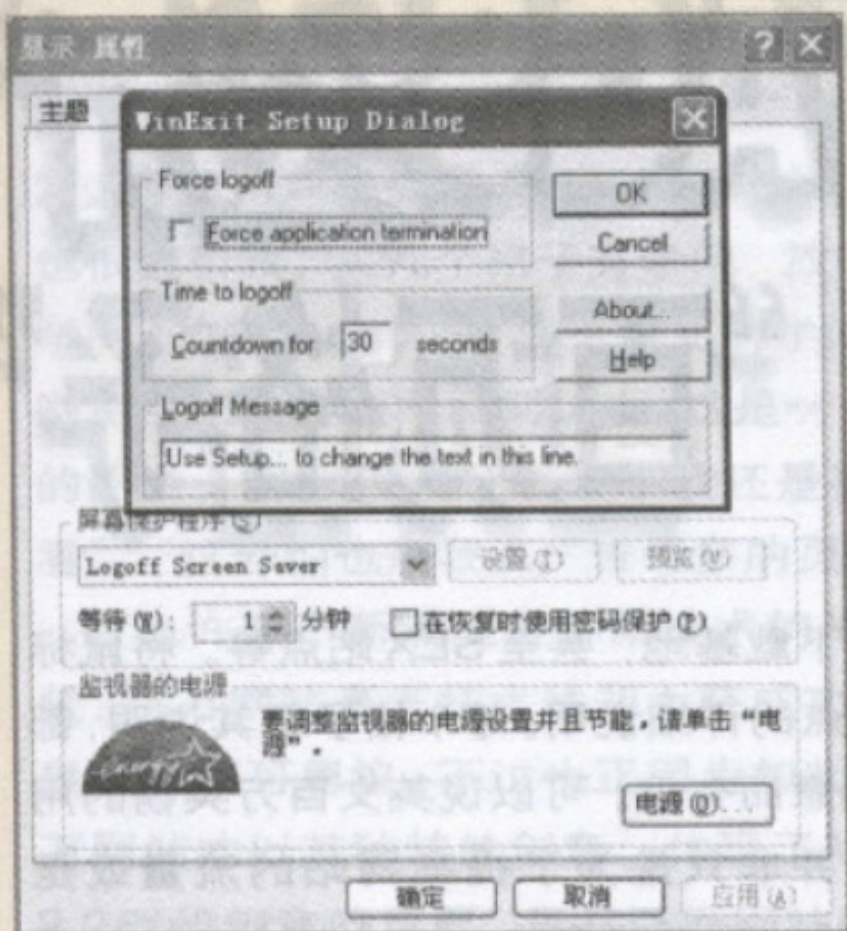 显示 属性
主题
WinExit Setup Dialog
Force logoff
Force application termination
OK
Cancel
Time to logoff
Countdown for 30 seconds
About...
Help
Logoff Message
Use Setup... to change the text in this line.
屏幕保护程序(S)
Logoff Screen Saver
设置(T)
预览(V)
等待(W): 1 分钟
在恢复时使用密码保护(P)
监视器的电源
要调整监视器的电源设置并且节能，请单击“电
源”。
energy
电源(O)...
确定
取消
应用(A)